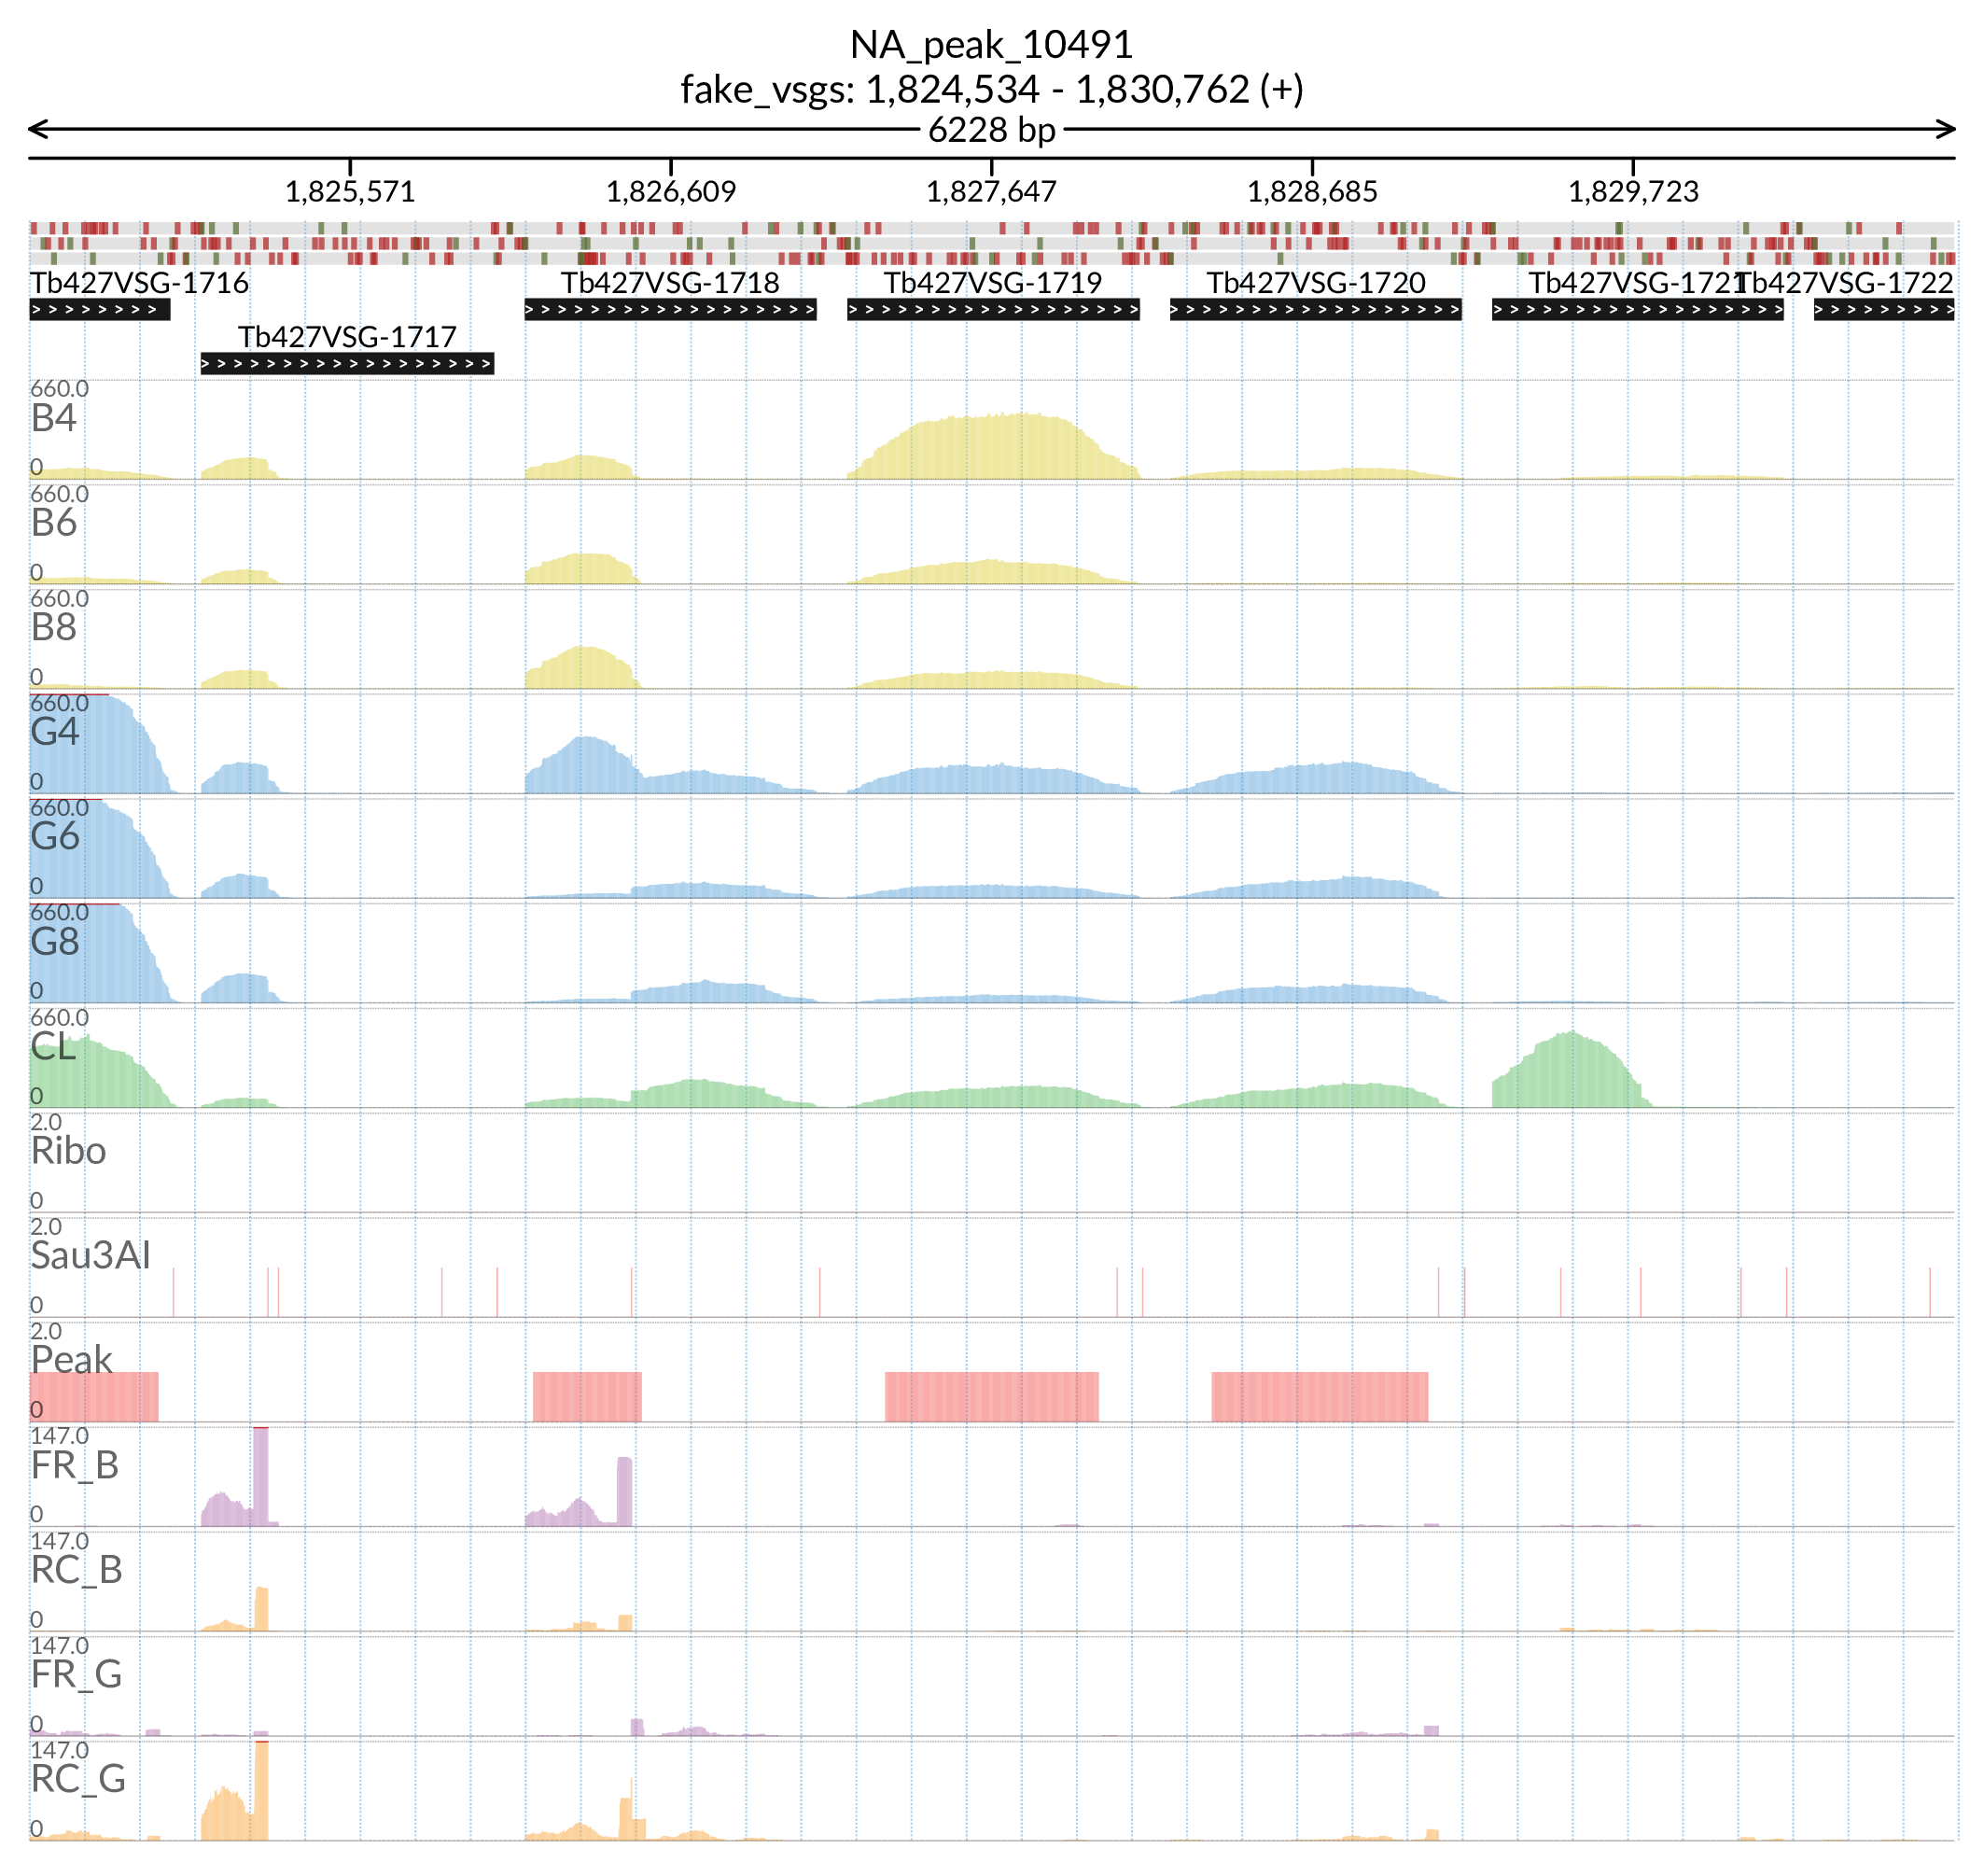 NA_peak_10491
fake_vsgs: 1,824,534 - 1,830,762 (+)
6228 bp
1,825,571 1,826,609 1,827,647 1,828,685 1,829,723
Tb427VSG-1716 Tb427VSG-1718 Tb427VSG-1719 Tb427VSG-1720 Tb427VSG-1721 Tb427VSG-1722
Tb427VSG-1717
660.0
B4
0
660.0
B6
0
660.0
B8
0
660.0
G4
0
660.0
G6
0
660.0
G8
0
660.0
CL
0
2.0
Ribo
0
2.0
Sau3AI
0
2.0
Peak
0
147.0
FR_B
0
147.0
RC_B
0
147.0
FR_G
0
147.0
RC_G
0